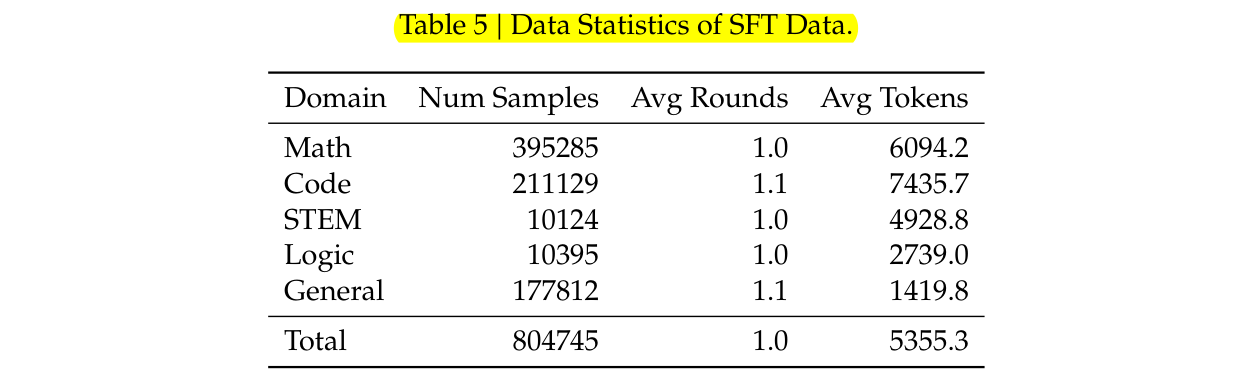 Table 5 | Data Statistics of SFT Data.
Domain Num Samples Avg Rounds Avg Tokens
Math 395285 1.0 6094.2
Code 211129 1.1 7435.7
STEM 10124 1.0 4928.8
Logic 10395 1.0 2739.0
General 177812 1.1 1419.8
Total 804745 1.0 5355.3